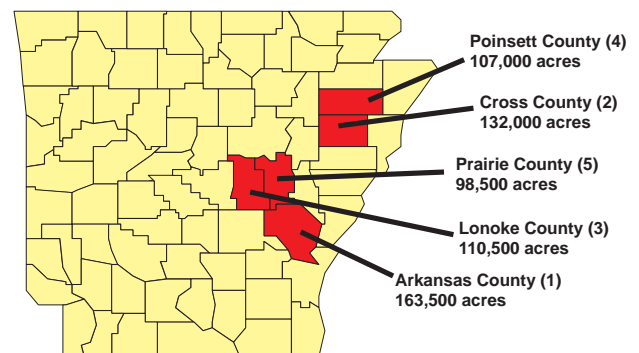 Poinsett County (4)
107,000 acres
Cross County (2)
132,000 acres
Prairie County (5)
98,500 acres
Lonoke County (3)
110,500 acres
Arkansas County (1)
163,500 acres